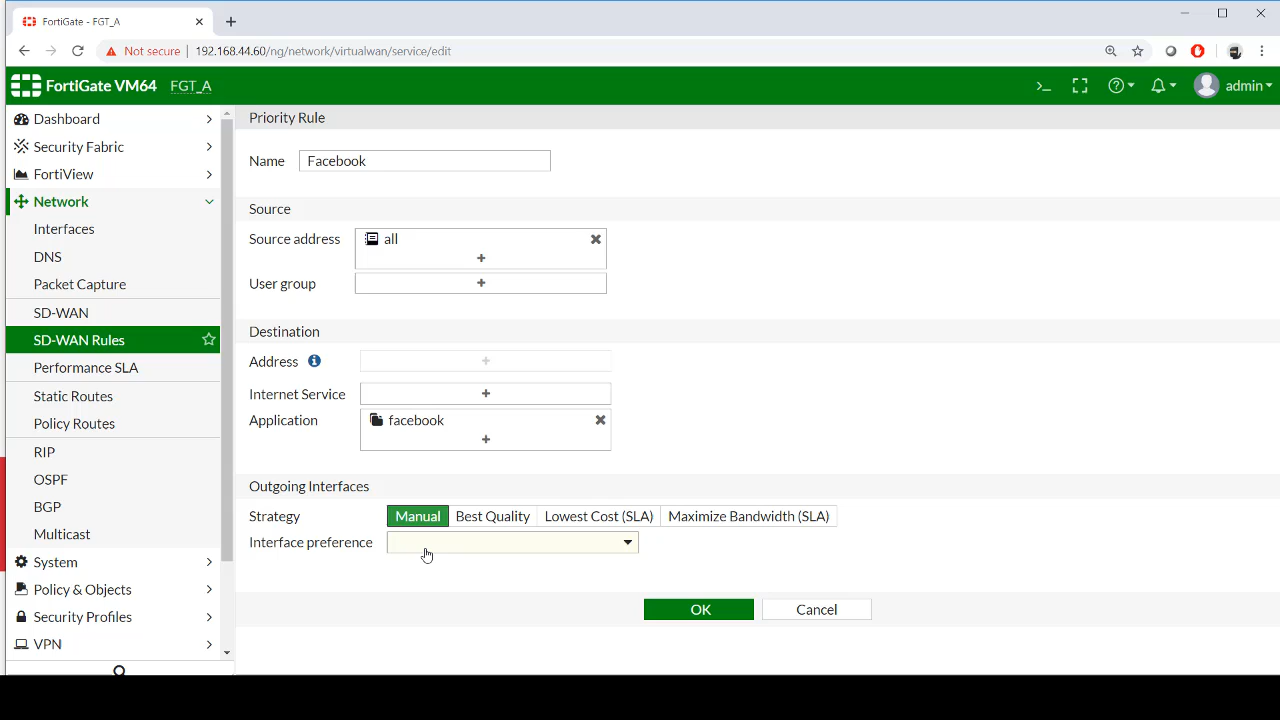 FortiGate - FGT_A
Not secure | 192.168.44.60/ng/network/virtualwan/service/edit
FortiGate VM64 FGT_A
admin
Dashboard
Security Fabric
FortiView
Network
Interfaces
DNS
Packet Capture
SD-WAN
SD-WAN Rules
Performance SLA
Static Routes
Policy Routes
RIP
OSPF
BGP
Multicast
System
Policy & Objects
Security Profiles
VPN
Priority Rule
Name Facebook
Source
Source address all
User group
Destination
Address
Internet Service
Application facebook
Outgoing Interfaces
Strategy Manual Best Quality Lowest Cost (SLA) Maximize Bandwidth (SLA)
Interface preference
OK Cancel